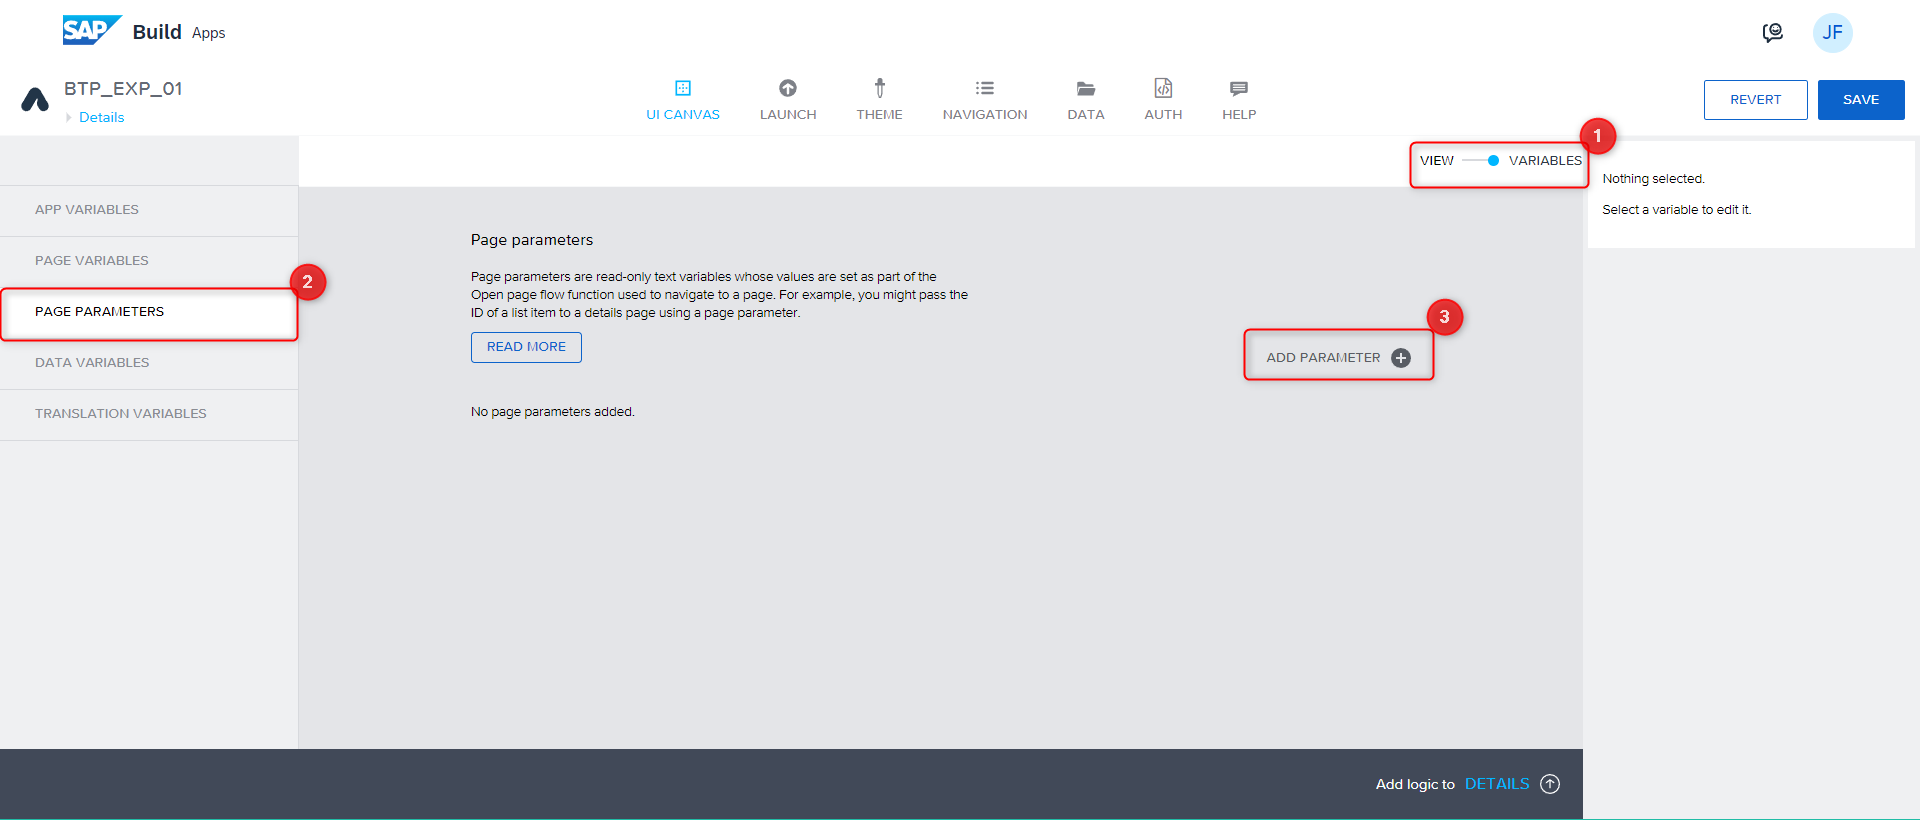 SAP Build Apps
JF
BTP_EXP_01
Details
UI CANVAS
LAUNCH
THEME
NAVIGATION
DATA
AUTH
HELP
REVERT
SAVE
VIEW
VARIABLES
1
Nothing selected.
Select a variable to edit it.
APP VARIABLES
PAGE VARIABLES
2
PAGE PARAMETERS
DATA VARIABLES
TRANSLATION VARIABLES
Page parameters
Page parameters are read-only text variables whose values are set as part of the
Open page flow function used to navigate to a page. For example, you might pass the
ID of a list item to a details page using a page parameter.
READ MORE
3
ADD PARAMETER
No page parameters added.
Add logic to DETAILS